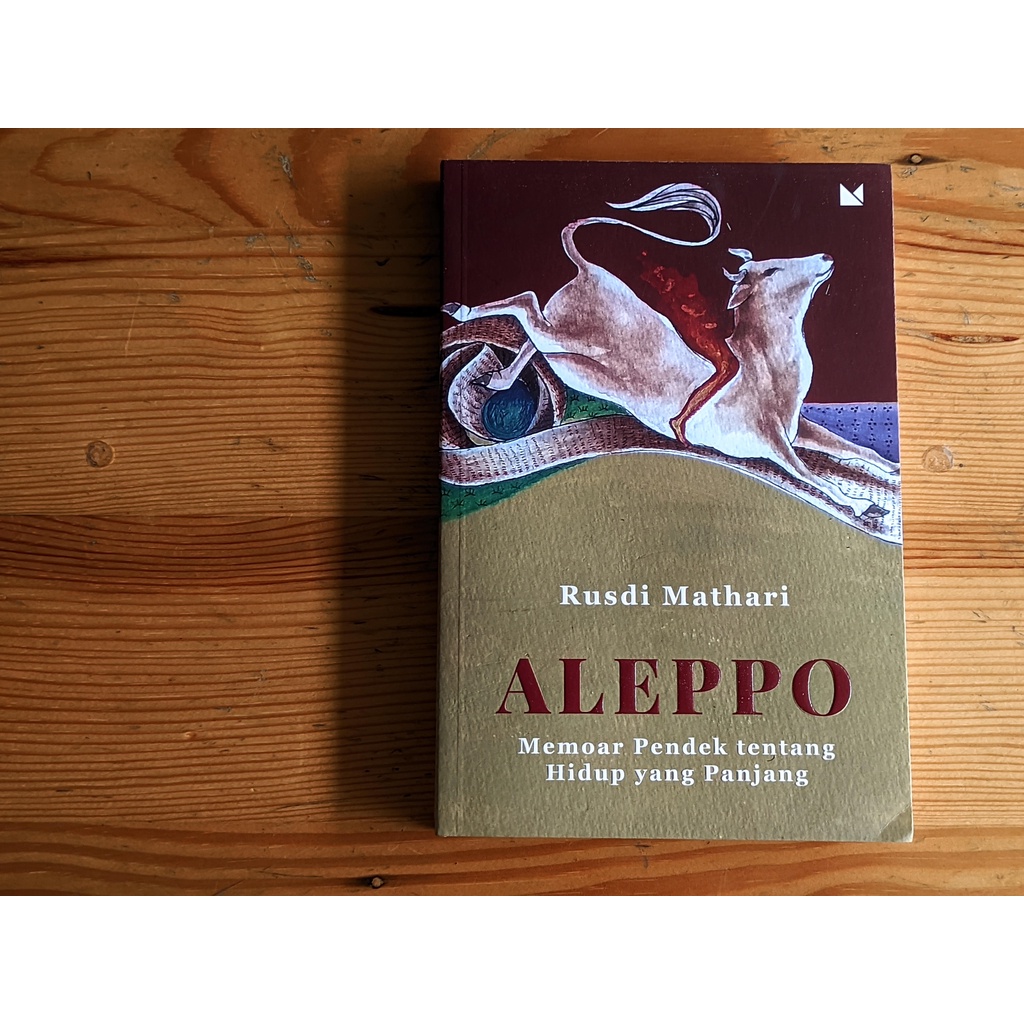 Rusdi Mathari
ALEPPO
Memoar Pendek tentang
Hidup yang Panjang